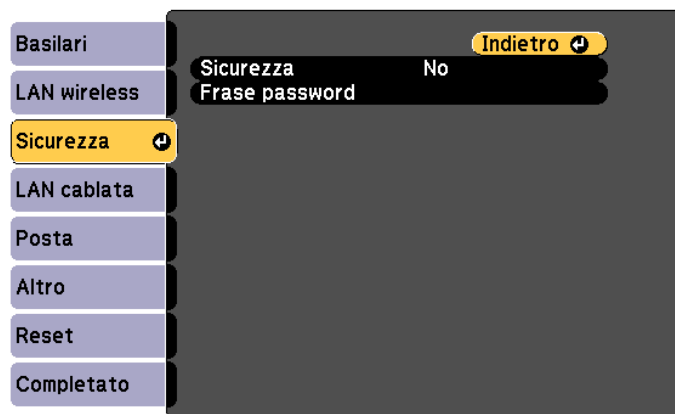 Basilari
LAN wireless
Sicurezza
LAN cablata
Posta
Altro
Reset
Completato
Indietro
Sicurezza No
Frase password